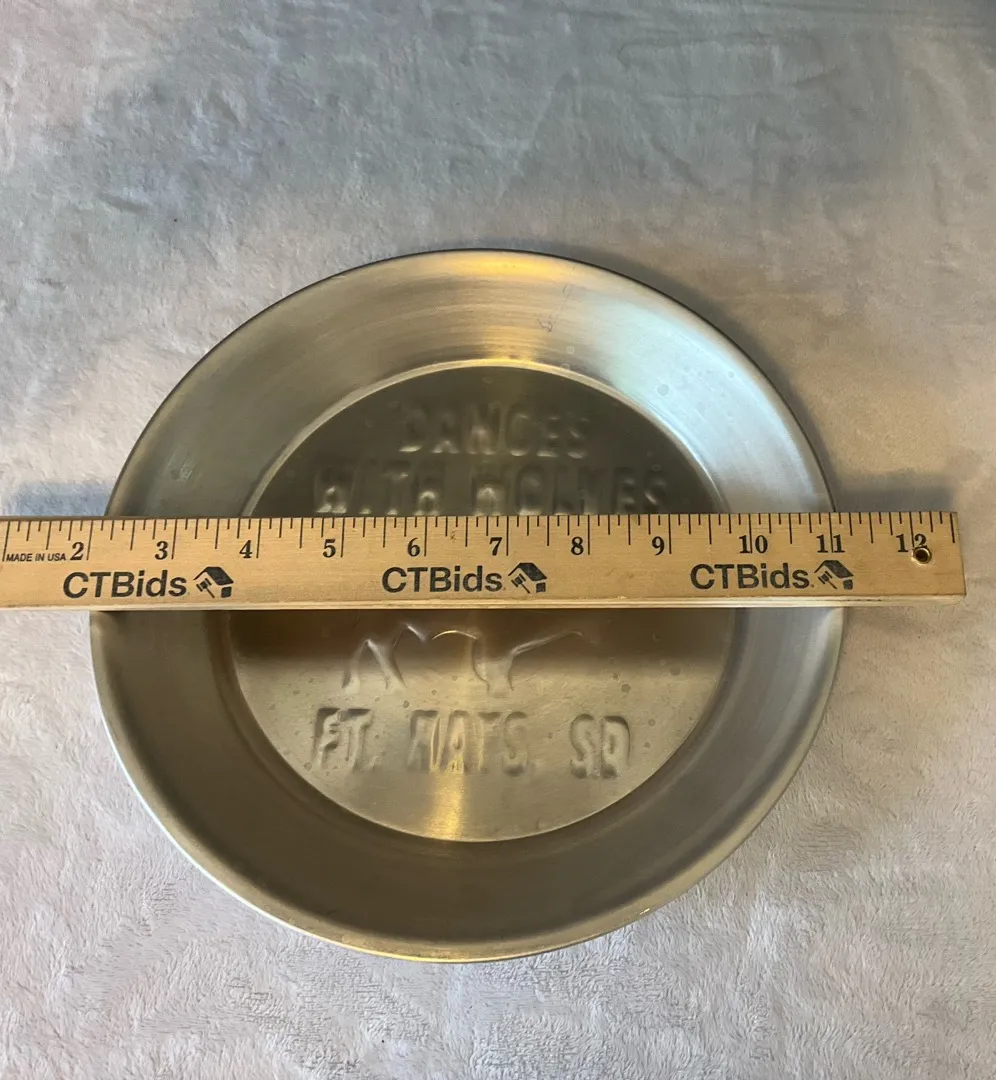 DANCES
WITH WOLVES
MADE IN USA 2 3 4 5 6 7 8 9 10 11 12
CTBids CTBids CTBids
FT. HAYS, SD